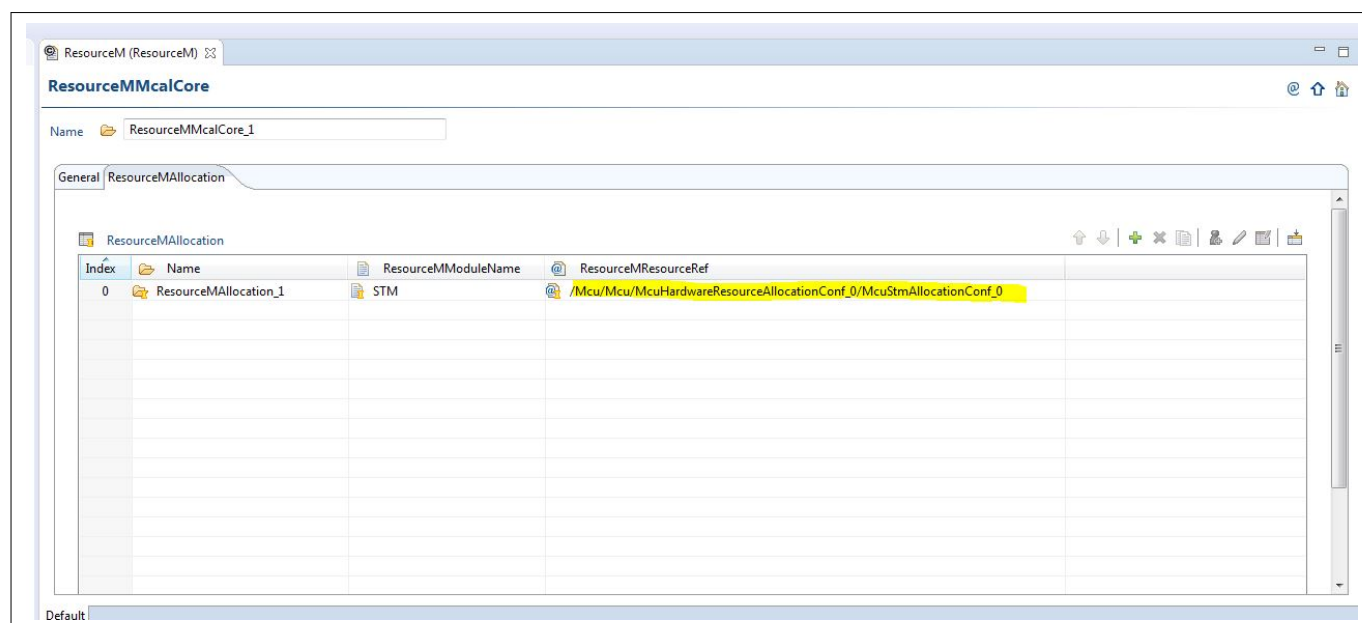 ResourceM (ResourceM)
ResourceMMcalCore
Name ResourceMMcalCore_1
General ResourceMAllocation
ResourceMAllocation
Index Name ResourceMModuleName ResourceMResourceRef
0 ResourceMAllocation_1 STM /Mcu/Mcu/McuHardwareResourceAllocationConf_0/McuStmAllocationConf_0
Default